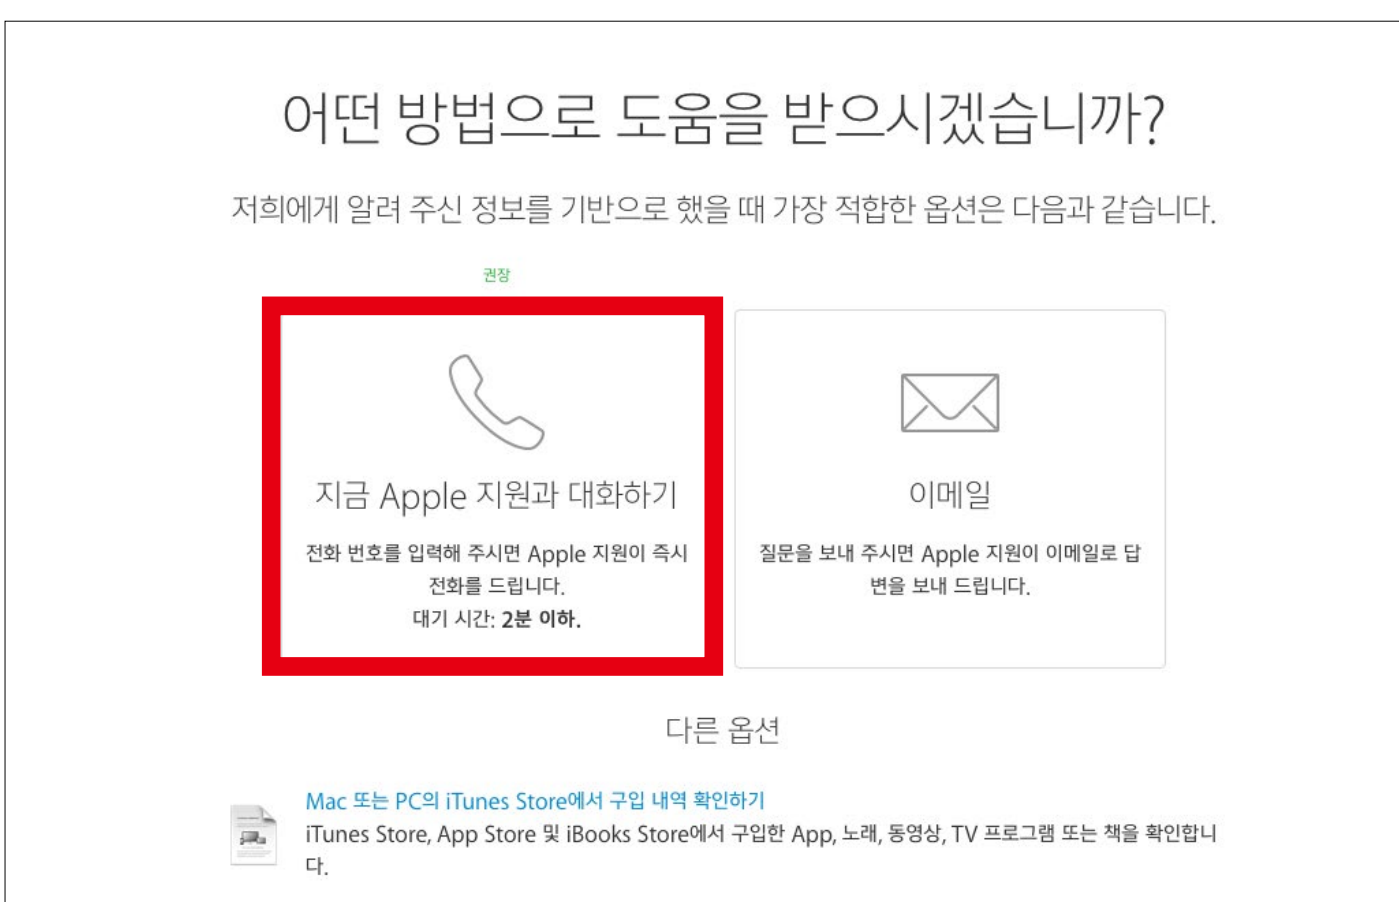 어떤 방법으로 도움을 받으시겠습니까?
저희에게 알려 주신 정보를 기반으로 했을 때 가장 적합한 옵션은 다음과 같습니다.
권장
지금 Apple 지원과 대화하기
전화 번호를 입력해 주시면 Apple 지원이 즉시
전화를 드립니다.
대기 시간: 2분 이하.
이메일
질문을 보내 주시면 Apple 지원이 이메일로 답
변을 보내 드립니다.
다른 옵션
Mac 또는 PC의 iTunes Store에서 구입 내역 확인하기
iTunes Store, App Store 및 iBooks Store에서 구입한 App, 노래, 동영상, TV 프로그램 또는 책을 확인합니
다.